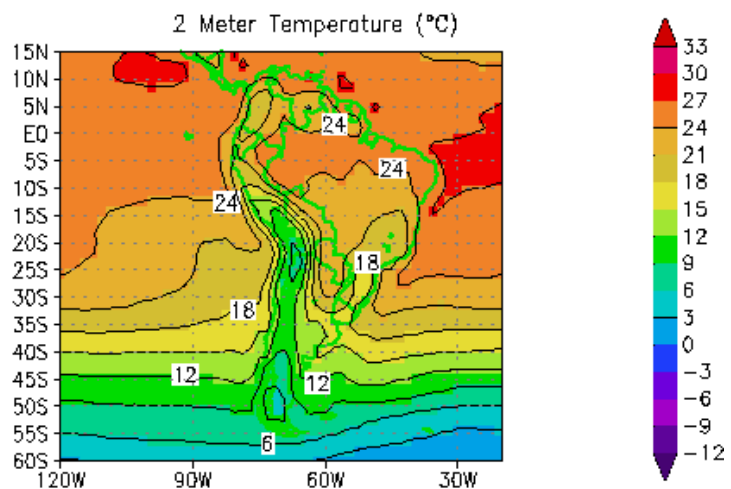 2 Meter Temperature (°C)
15N
10N
5N
EQ
5S
10S
15S
20S
25S
30S
35S
40S
45S
50S
55S
60S
120W 90W 60W 30W
24
24
24
18
18
12
12
6
33
30
27
24
21
18
15
12
9
6
3
0
−3
−6
−9
−12